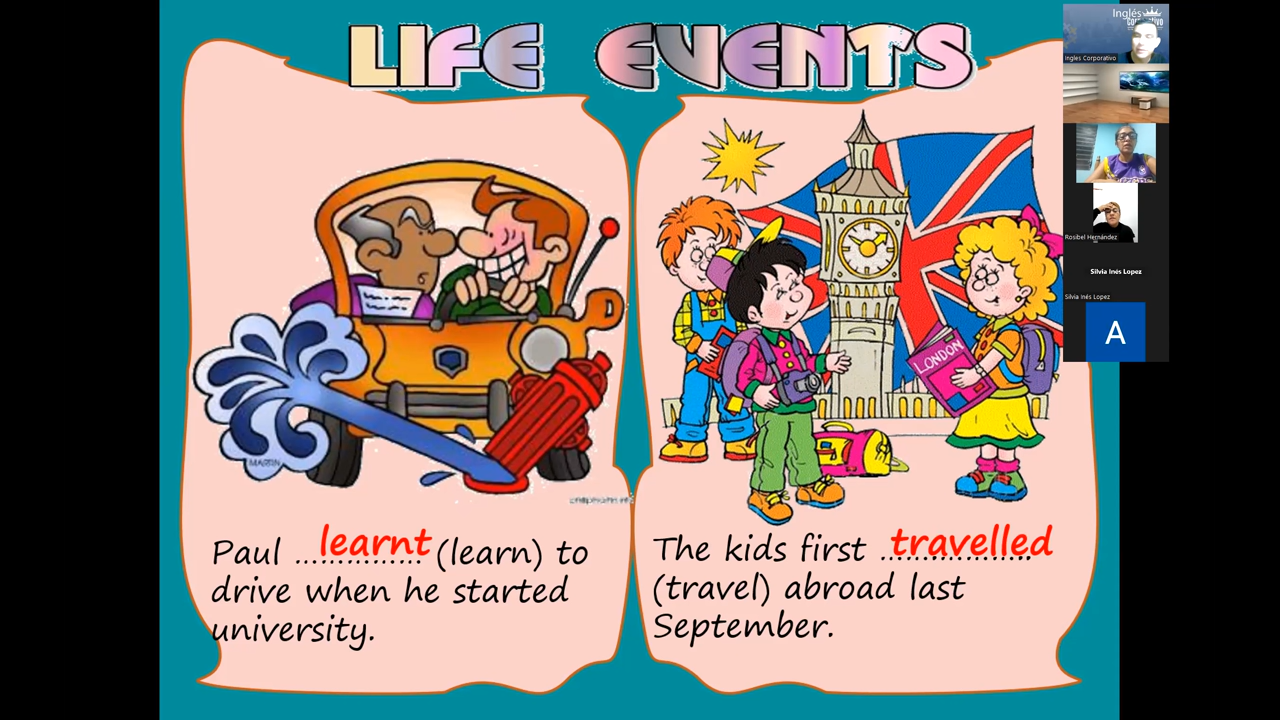 LIFE EVENTS
LONDON
MARTIN
Paul ............... learnt (learn) to
drive when he started
university.
The kids first .................. travelled
(travel) abroad last
September.
Inglés
Corporativo
Ingles Corporativo
Rosibel Hernández
Silvia Inés Lopez
Silvia Inés Lopez
A